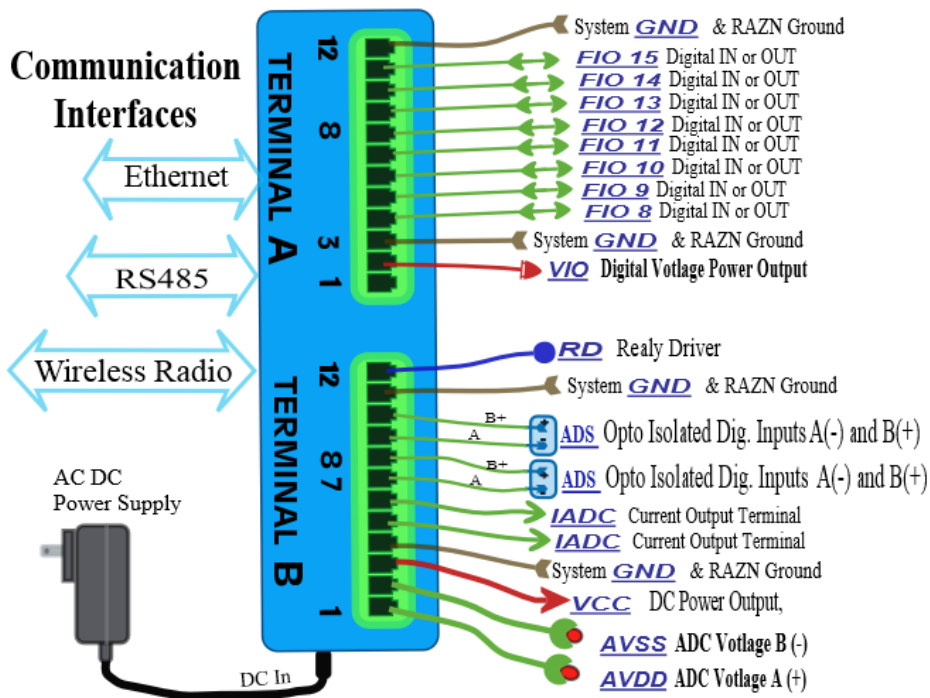 Communication
Interfaces
Ethernet
RS485
Wireless Radio
AC DC
Power Supply
DC In
TERMINAL A
12
8
3
1
TERMINAL B
12
8 7
1
System GND & RAZN Ground
FIO 15 Digital IN or OUT
FIO 14 Digital IN or OUT
FIO 13 Digital IN or OUT
FIO 12 Digital IN or OUT
FIO 11 Digital IN or OUT
FIO 10 Digital IN or OUT
FIO 9 Digital IN or OUT
FIO 8 Digital IN or OUT
System GND & RAZN Ground
VIO Digital Votlage Power Output
RD Realy Driver
System GND & RAZN Ground
B+
A
+
-
ADS Opto Isolated Dig. Inputs A(-) and B(+)
B+
A
+
-
ADS Opto Isolated Dig. Inputs A(-) and B(+)
IADC Current Output Terminal
IADC Current Output Terminal
System GND & RAZN Ground
VCC DC Power Output,
AVSS ADC Votlage B (-)
AVDD ADC Votlage A (+)